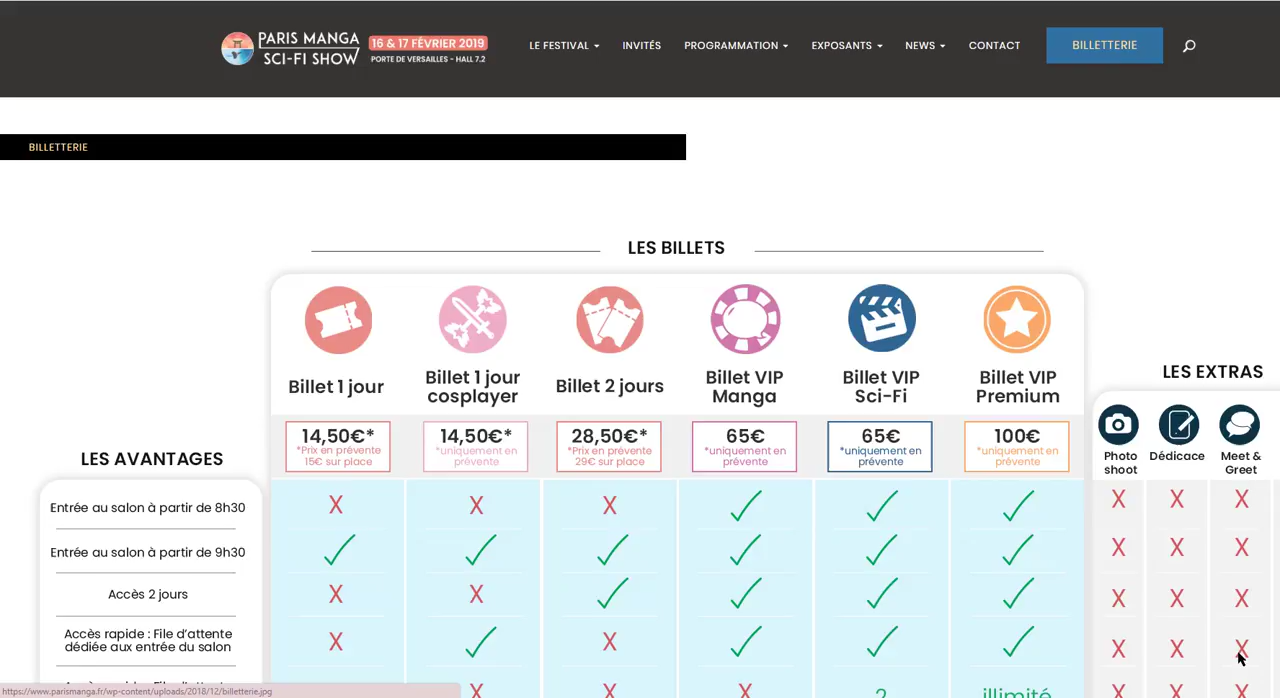 PARIS MANGA
SCI-FI SHOW
16 & 17 FÉVRIER 2019
PORTE DE VERSAILLES - HALL 7.2
LE FESTIVAL
INVITÉS
PROGRAMMATION
EXPOSANTS
NEWS
CONTACT
BILLETTERIE
BILLETTERIE
LES BILLETS
Billet 1 jour
Billet 1 jour
cosplayer
Billet 2 jours
Billet VIP
Manga
Billet VIP
Sci-Fi
Billet VIP
Premium
14,50€*
*Prix en prévente
15€ sur place
14,50€*
*uniquement en
prévente
28,50€*
*Prix en prévente
29€ sur place
65€
*uniquement en
prévente
65€
*uniquement en
prévente
100€
*uniquement en
prévente
LES EXTRAS
Photo
shoot
Dédicace
Meet &
Greet
LES AVANTAGES
Entrée au salon à partir de 8h30
X X X X X X
Entrée au salon à partir de 9h30
X X X
Accès 2 jours
X X X X X
Accès rapide : File d'attente
dédiée aux entrée du salon
X X X X X
X X X 2 illimité X X X
https://www.parismanga.fr/wp-content/uploads/2018/12/billetterie.jpg